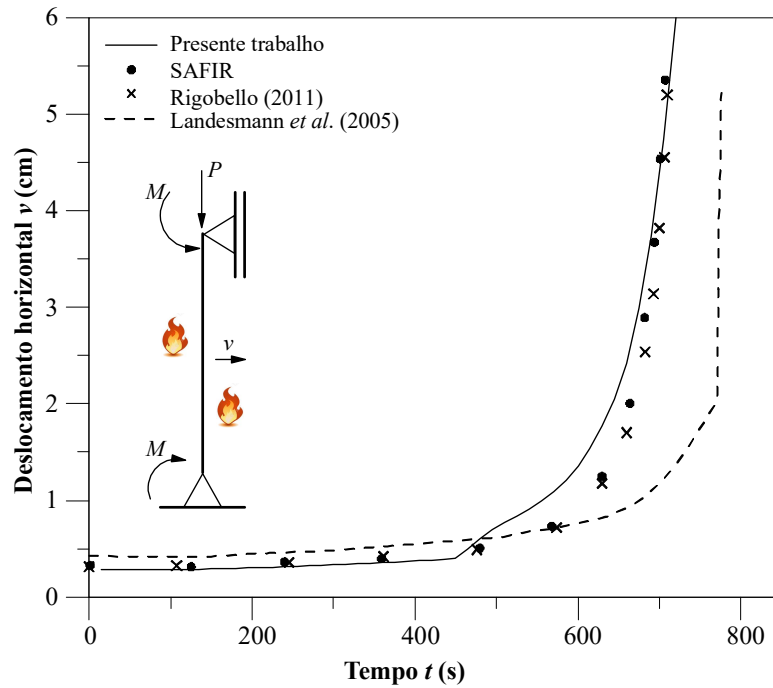 Deslocamento horizontal v (cm)
6
5
4
3
2
1
0
Presente trabalho
SAFIR
Rigobello (2011)
Landesmann et al. (2005)
P
M
v
M
0
200
400
600
800
Tempo t (s)